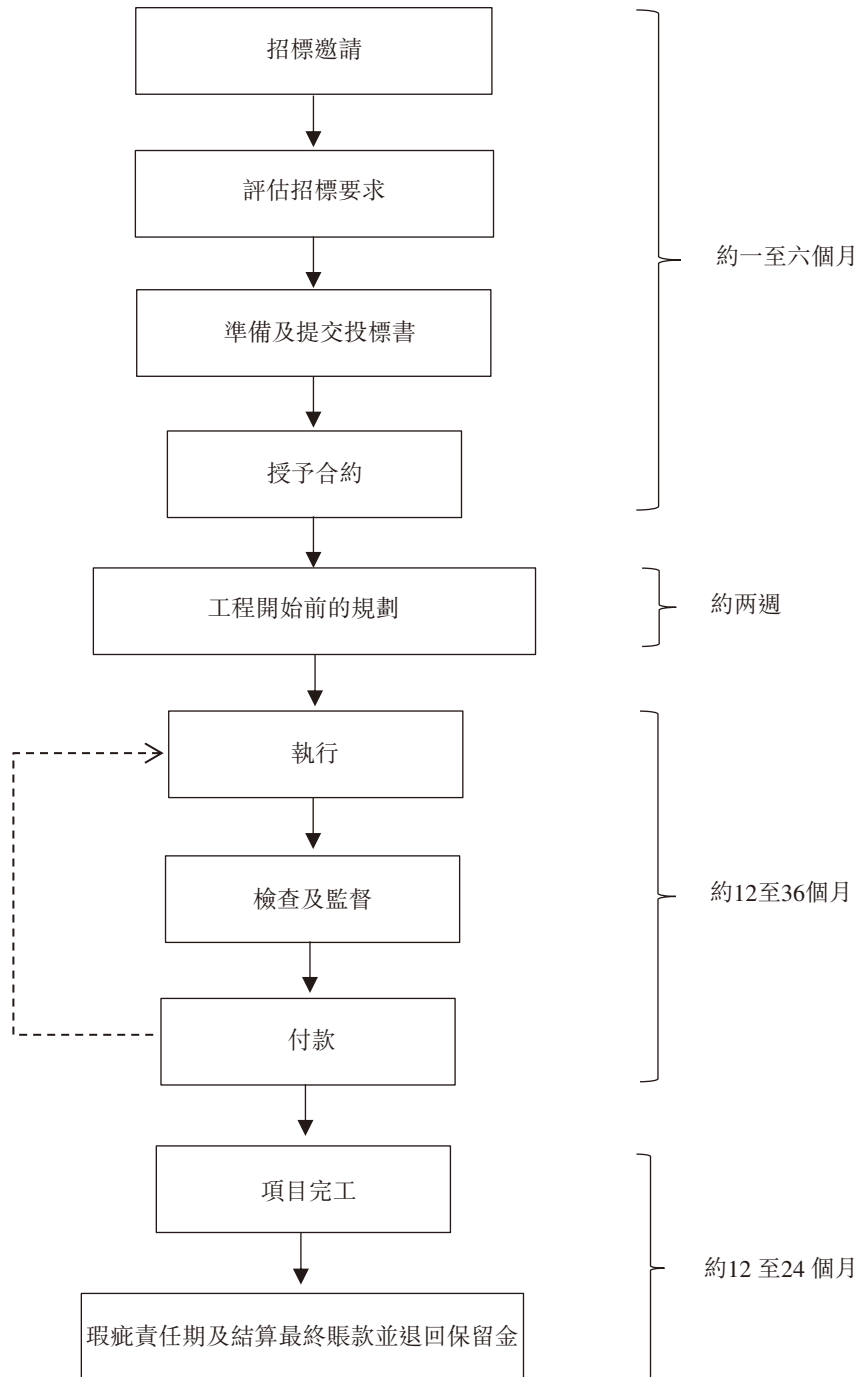 招標邀請
評估招標要求
準備及提交投標書
授予合約
約一至六個月
工程開始前的規劃
約两週
執行
檢查及監督
付款
約12至36個月
項目完工
瑕疵責任期及結算最終賬款並退回保留金
約12 至24 個月